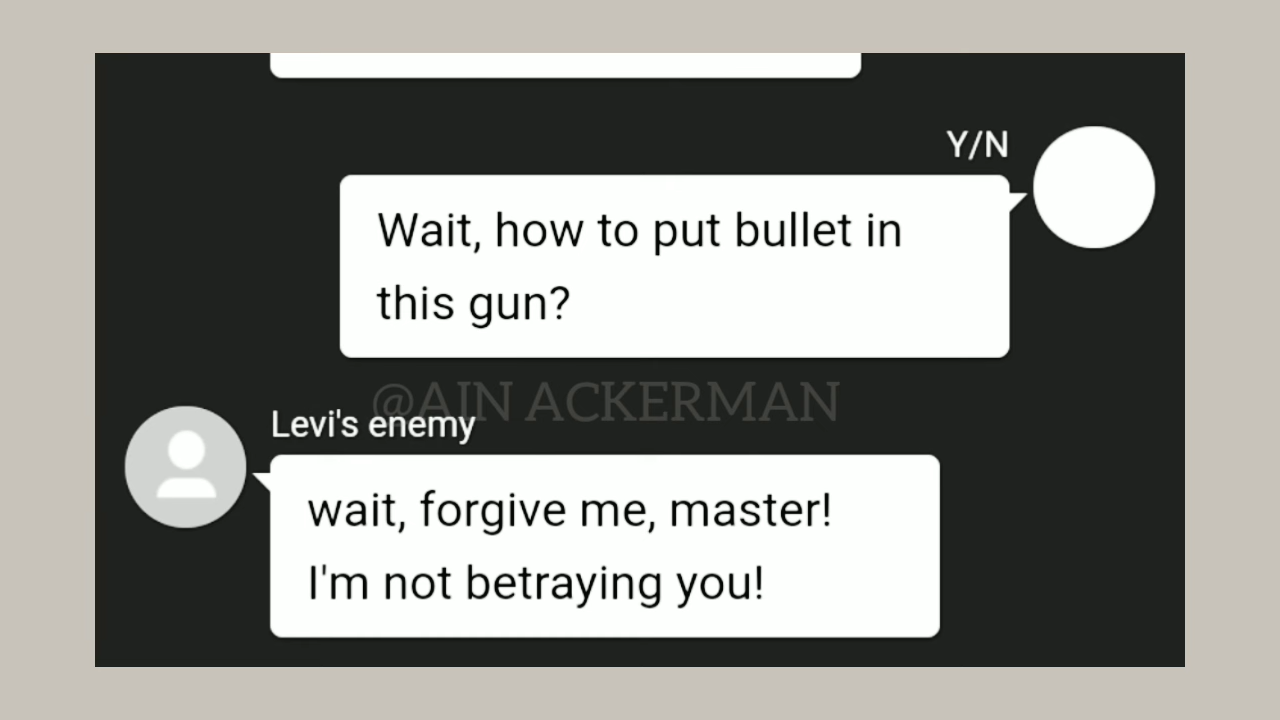 Y/N
Wait, how to put bullet in
this gun?
@AIN ACKERMAN
Levi's enemy
wait, forgive me, master!
I'm not betraying you!